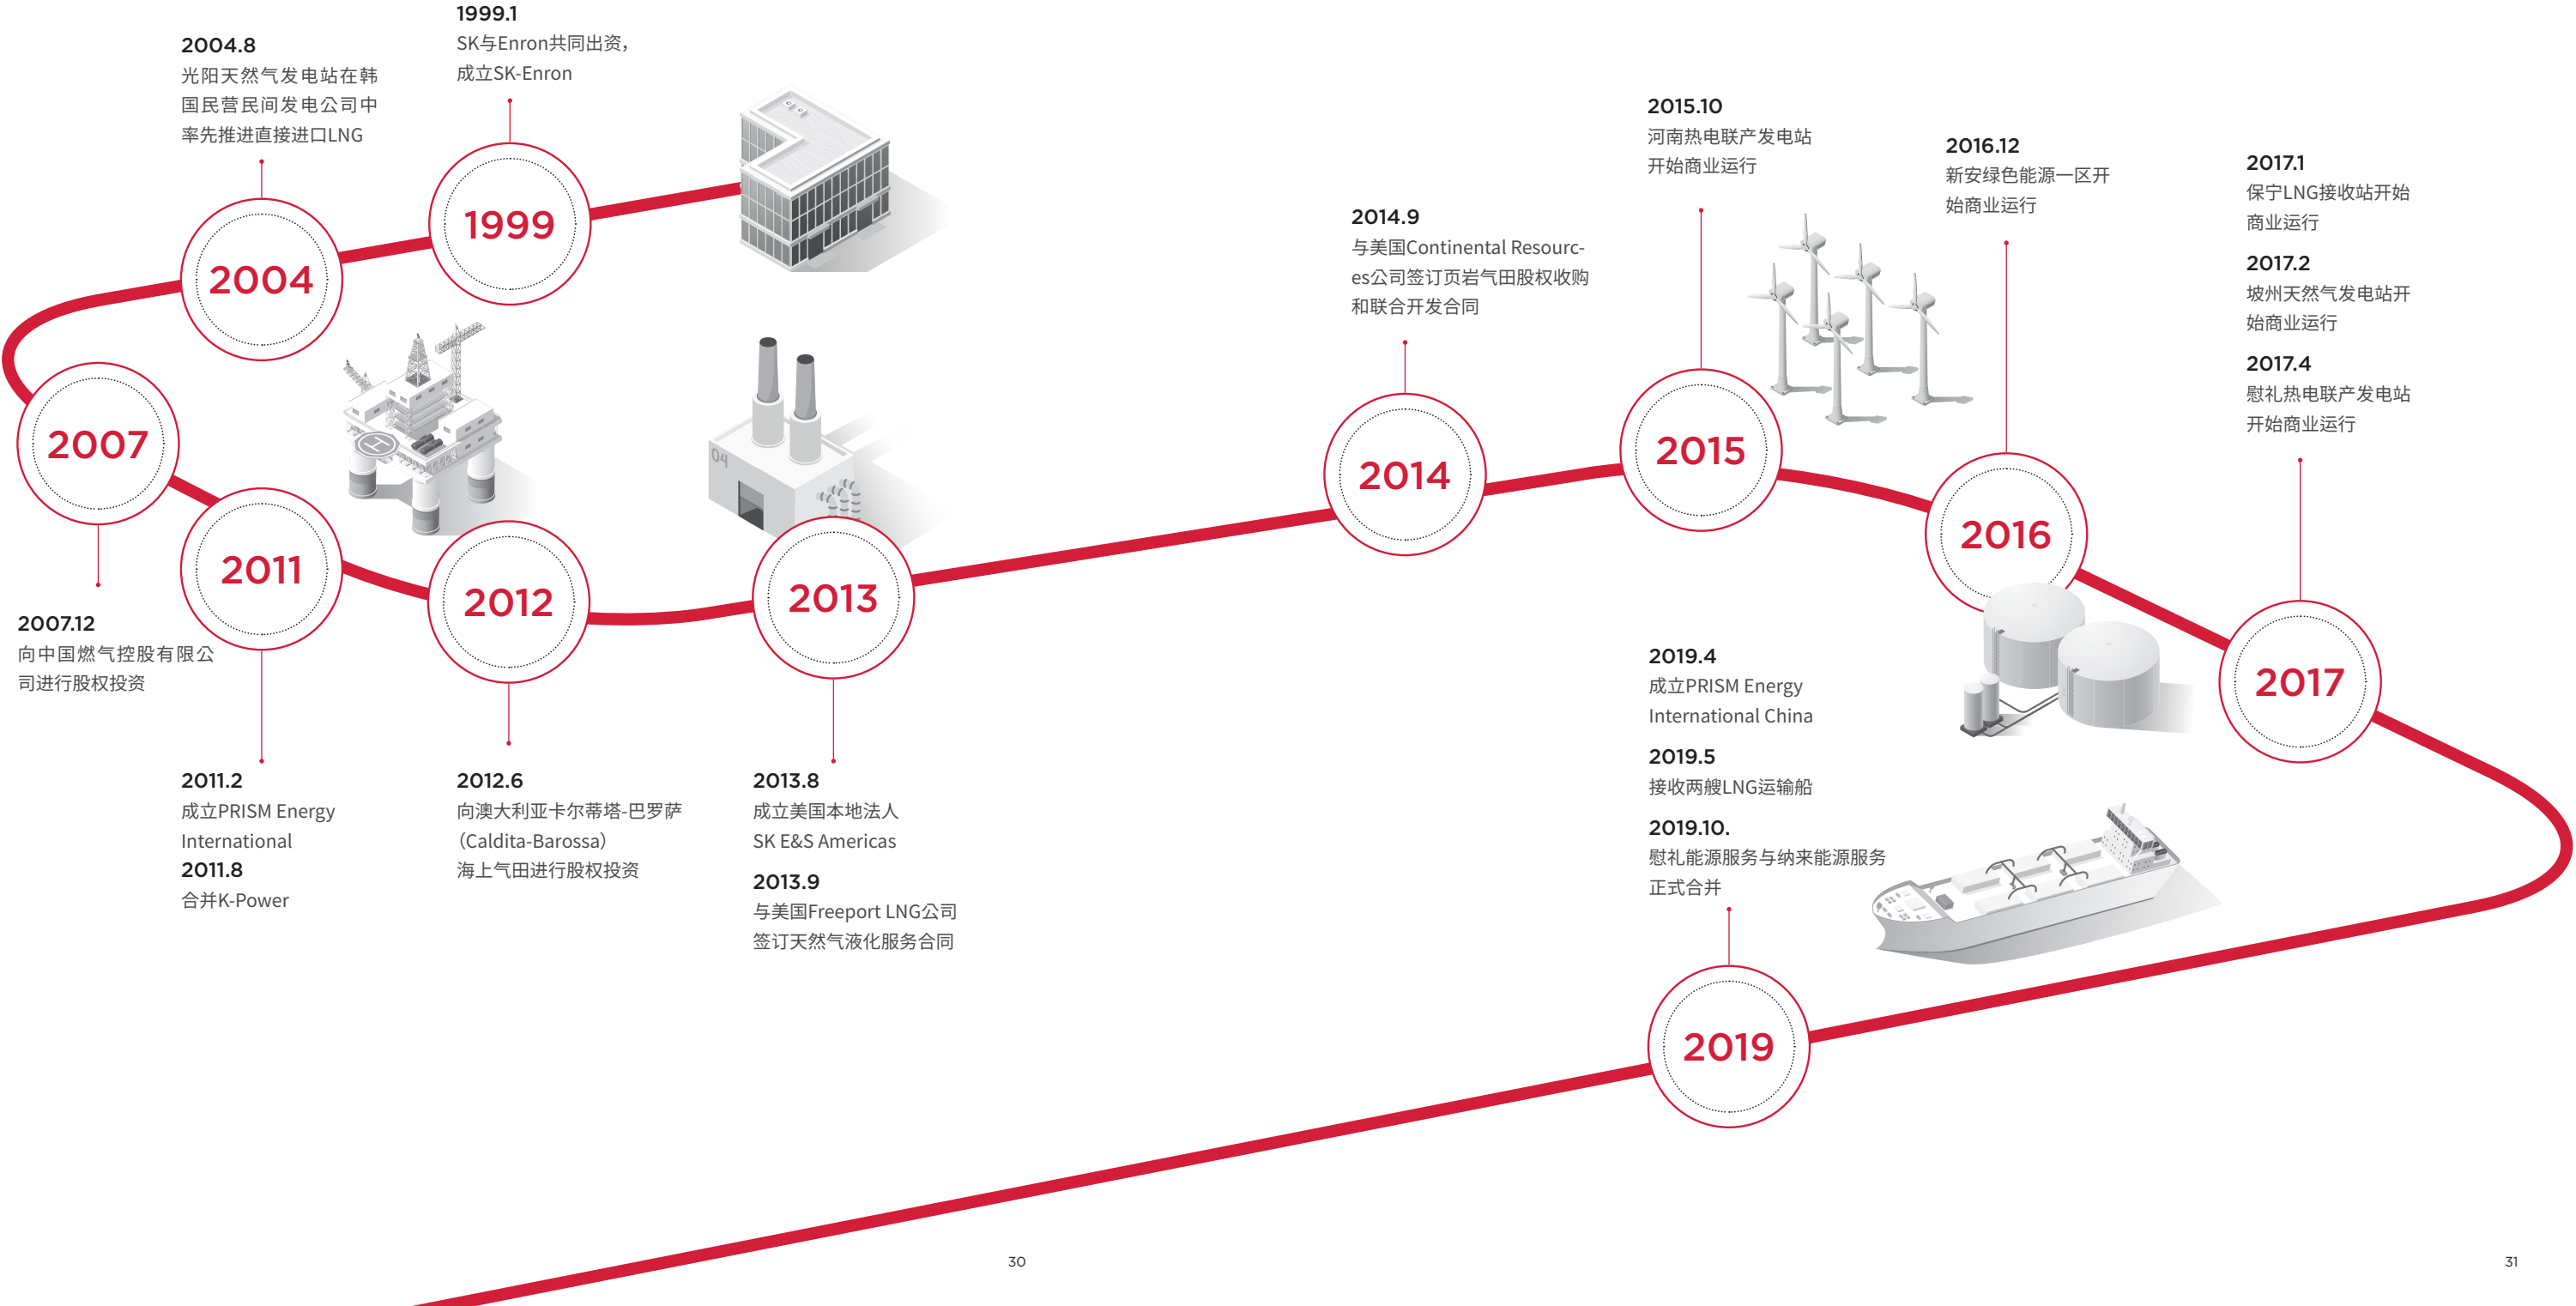 1999.1
SK与Enron共同出资，
成立SK-Enron
1999
2004.8
光阳天然气发电站在韩
国民营民间发电公司中
率先推进直接进口LNG
2004
2007
2007.12
向中国燃气控股有限公
司进行股权投资
2011
2011.2
成立PRISM Energy
International
2011.8
合并K-Power
2012
2012.6
向澳大利亚卡尔蒂塔-巴罗萨
（Caldita-Barossa）
海上气田进行股权投资
04
2013
2013.8
成立美国本地法人
SK E&S Americas
2013.9
与美国Freeport LNG公司
签订天然气液化服务合同
2014.9
与美国Continental Resourc-
es公司签订页岩气田股权收购
和联合开发合同
2014
2015.10
河南热电联产发电站
开始商业运行
2015
2016.12
新安绿色能源一区开
始商业运行
2016
2017.1
保宁LNG接收站开始
商业运行
2017.2
坡州天然气发电站开
始商业运行
2017.4
慰礼热电联产发电站
开始商业运行
2017
2019.4
成立PRISM Energy
International China
2019.5
接收两艘LNG运输船
2019.10.
慰礼能源服务与纳来能源服务
正式合并
2019
30
31